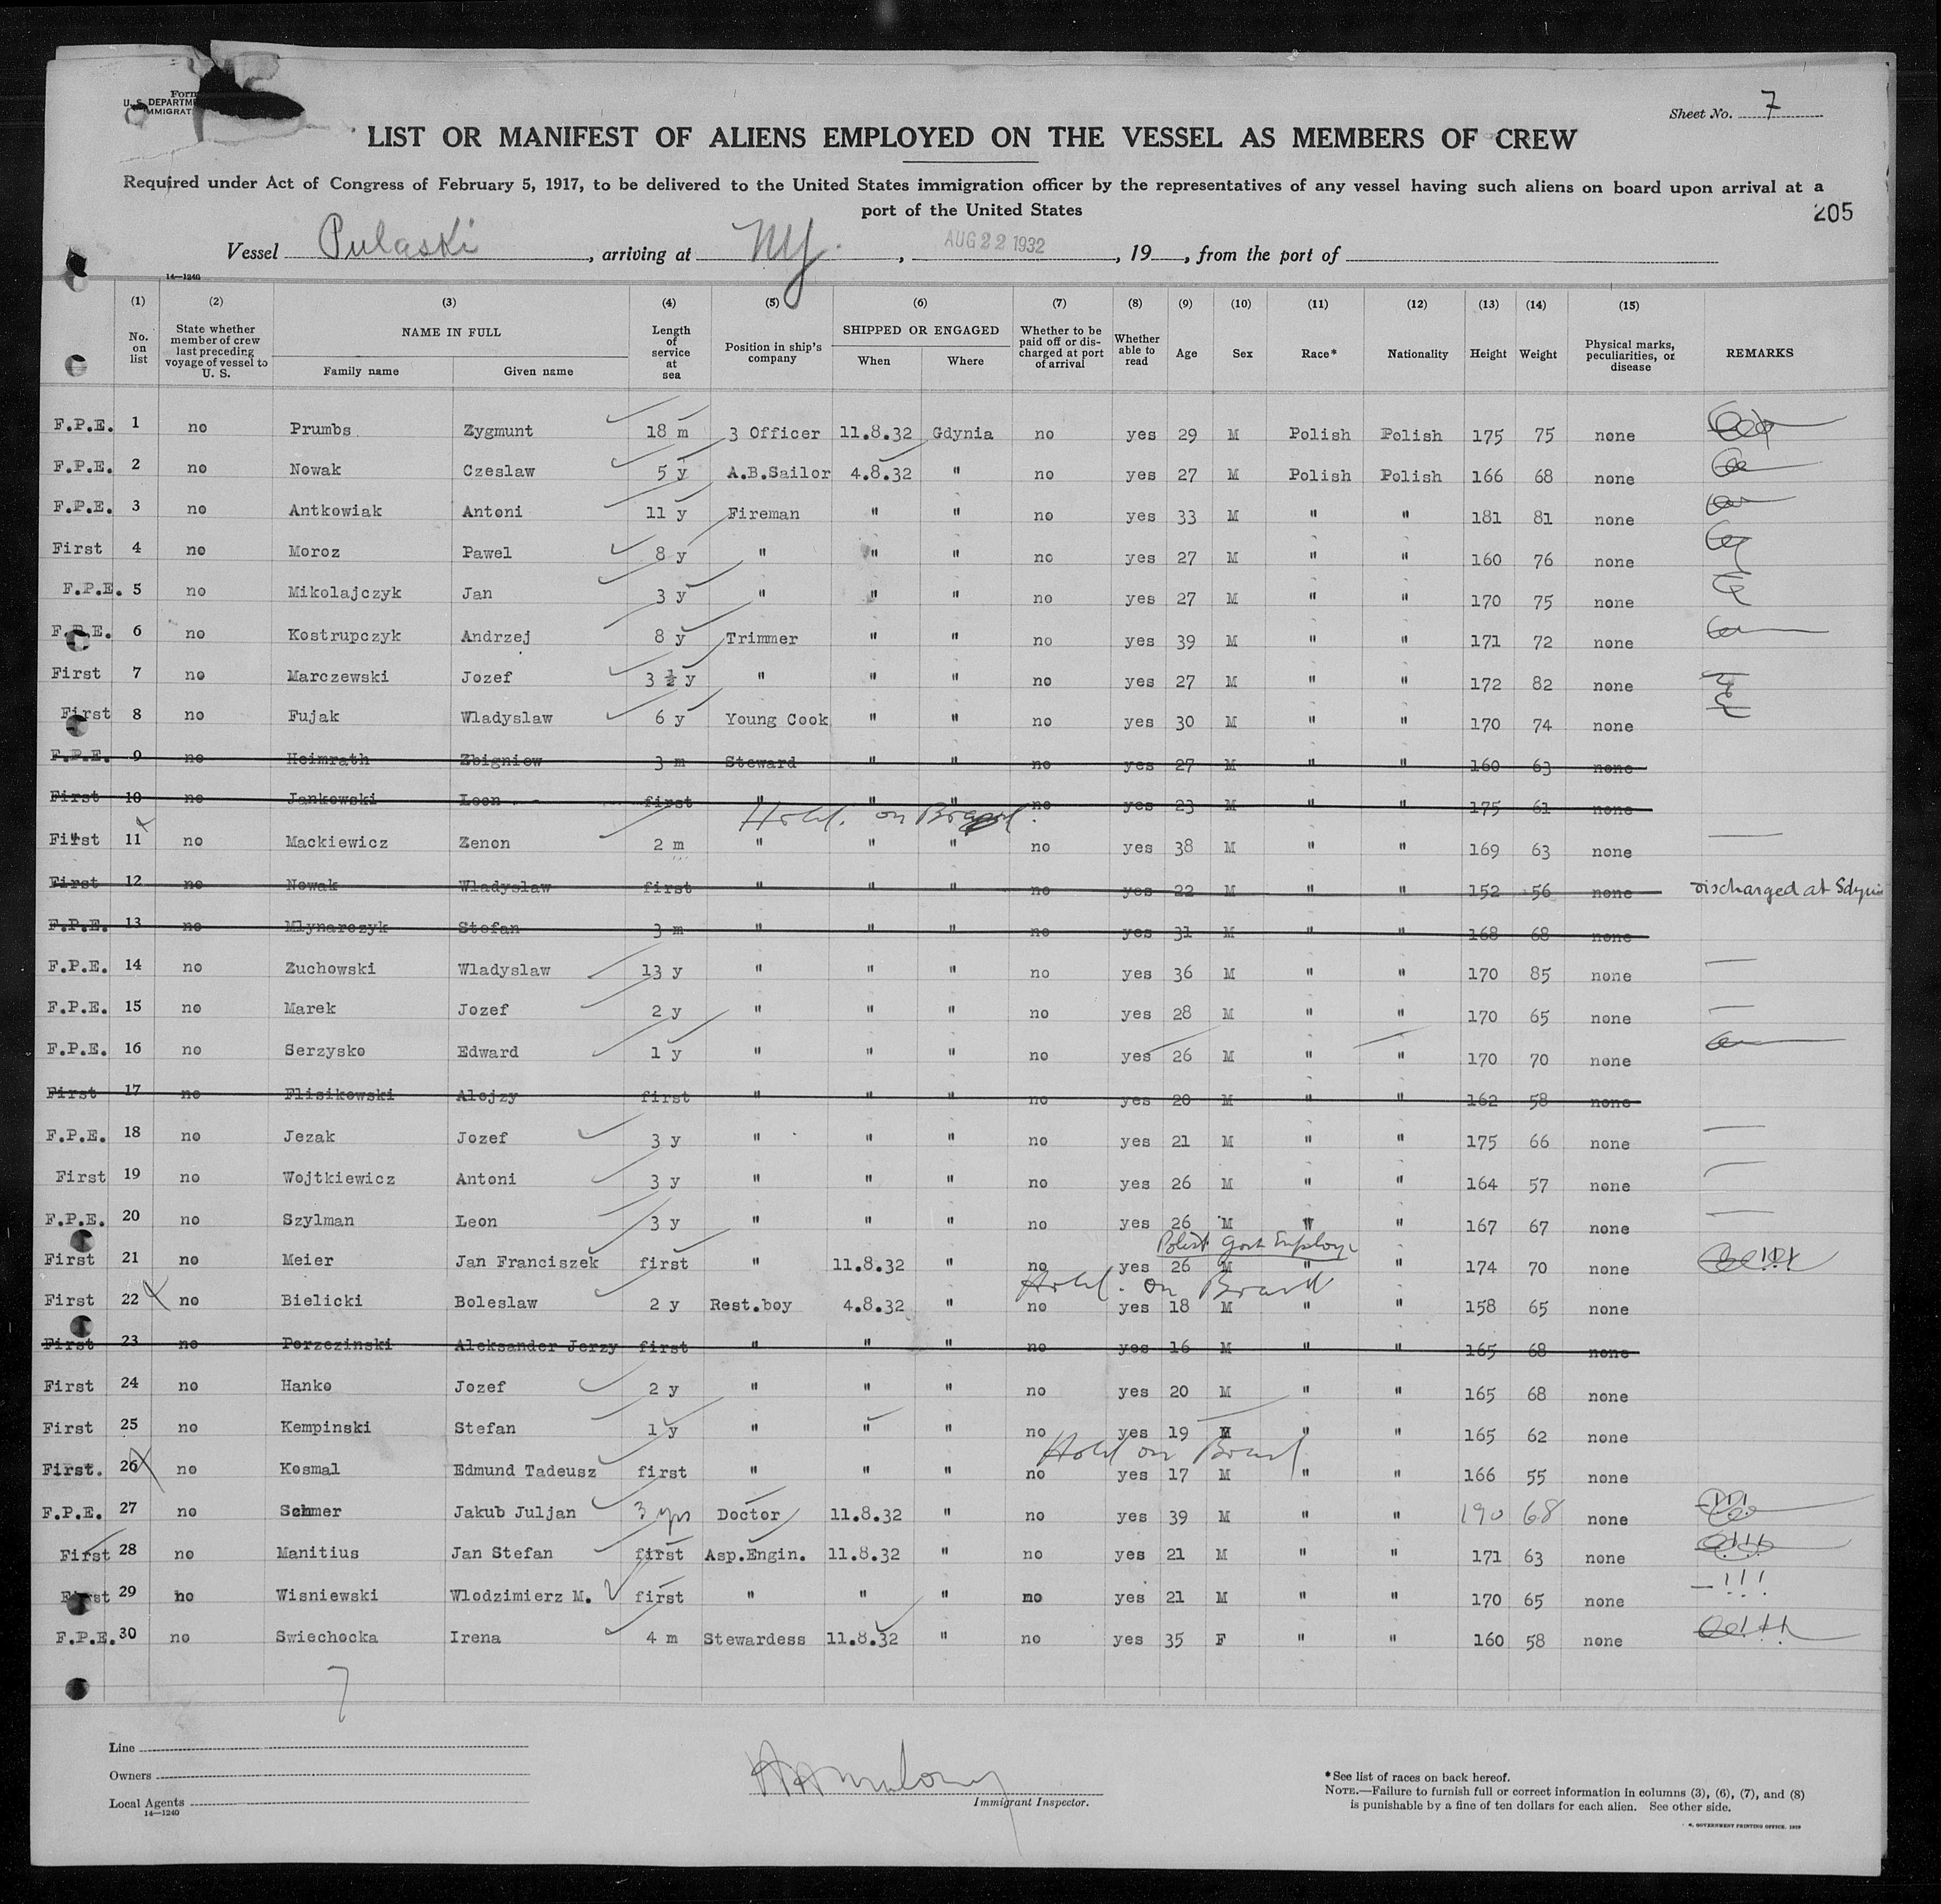 Form
U. S. DEPARTM
MMIGRAT
Sheet No. 7
LIST OR MANIFEST OF ALIENS EMPLOYED ON THE VESSEL AS MEMBERS OF CREW
Required under Act of Congress of February 5, 1917, to be delivered to the United States immigration officer by the representatives of any vessel having such aliens on board upon arrival at a
port of the United States
205
Vessel Pulaski, arriving at NY., AUG 22 1932, 19, from the port of
14—1240
(1) (2) (3) (4) (5) (6) (7) (8) (9) (10) (11) (12) (13) (14) (15)
No. on list State whether member of crew last preceding voyage of vessel to U. S. NAME IN FULL Family name Given name Length of service at sea Position in ship's company SHIPPED OR ENGAGED When Where Whether to be paid off or discharged at port of arrival Whether able to read Age Sex Race* Nationality Height Weight Physical marks, peculiarities, or disease REMARKS
F.P.E. 1 no Prumbs Zygmunt 18 m 3 Officer 11.8.32 Gdynia no yes 29 M Polish Polish 175 75 none
F.P.E. 2 no Nowak Czeslaw 5 y A.B.Sailor 4.8.32 " no yes 27 M Polish Polish 166 68 none
F.P.E. 3 no Antkowiak Antoni 11 y Fireman " " no yes 33 M " " 181 81 none
First 4 no Moroz Pawel 8 y " " " no yes 27 M " " 160 76 none
F.P.E. 5 no Mikolajczyk Jan 3 y " " " no yes 27 M " " 170 75 none
F.P.E. 6 no Kostrupczyk Andrzej 8 y Trimmer " " no yes 39 M " " 171 72 none
First 7 no Marczewski Jozef 3 ½ y " " " no yes 27 M " " 172 82 none
First 8 no Fujak Wladyslaw 6 y Young Cook " " no yes 30 M " " 170 74 none
F.P.E. 9 no Heimrath Zbigniew 3 m Steward " " no yes 27 M " " 160 63 none
First 10 no Jankowski Leon first " " " no yes 23 M " " 175 61 none
Hold. on Board.
First 11 no Mackiewicz Zenon 2 m " " " no yes 38 M " " 169 63 none
First 12 no Nowak Wladyslaw first " " " no yes 22 M " " 152 56 none discharged at Gdynia
F.P.E. 13 no Mlynarczyk Stefan 3 m " " " no yes 31 M " " 168 68 none
F.P.E. 14 no Zuchowski Wladyslaw 13 y " " " no yes 36 M " " 170 85 none
F.P.E. 15 no Marek Jozef 2 y " " " no yes 28 M " " 170 65 none
F.P.E. 16 no Serzysko Edward 1 y " " " no yes 26 M " " 170 70 none
First 17 no Flisikowski Alojzy first " " " no yes 20 M " " 162 58 none
F.P.E. 18 no Jezak Jozef 3 y " " " no yes 21 M " " 175 66 none
First 19 no Wojtkiewicz Antoni 3 y " " " no yes 26 M " " 164 57 none
F.P.E. 20 no Szylman Leon 3 y " " " no yes 26 M " " 167 67 none
Polish Govt Employe
First 21 no Meier Jan Franciszek first " 11.8.32 " no yes 26 M " " 174 70 none
Hold. on Board
First 22 no Bielicki Boleslaw 2 y Rest.boy 4.8.32 " no yes 18 M " " 158 65 none
First 23 no Porzezinski Aleksander Jerzy first " " " no yes 16 M " " 165 68 none
First 24 no Hanke Jozef 2 y " " " no yes 20 M " " 165 68 none
First 25 no Kempinski Stefan 1 y " " " no yes 19 M " " 165 62 none
Hold on Board
First. 26 no Kosmal Edmund Tadeusz first " " " no yes 17 M " " 166 55 none
F.P.E. 27 no Schmer Jakub Juljan 3 yrs Doctor 11.8.32 " no yes 39 M " " 190 68 none
First 28 no Manitius Jan Stefan first Asp.Engin. 11.8.32 " no yes 21 M " " 171 63 none
First 29 no Wisniewski Wlodzimierz M. first " " " no yes 21 M " " 170 65 none
F.P.E. 30 no Swiechocka Irena 4 m Stewardess 11.8.32 " no yes 35 F " " 160 58 none
7
Line
Owners
Local Agents
14—1240
Immigrant Inspector.
*See list of races on back hereof.
NOTE.—Failure to furnish full or correct information in columns (3), (6), (7), and (8)
is punishable by a fine of ten dollars for each alien. See other side.
GOVERNMENT PRINTING OFFICE. 1929